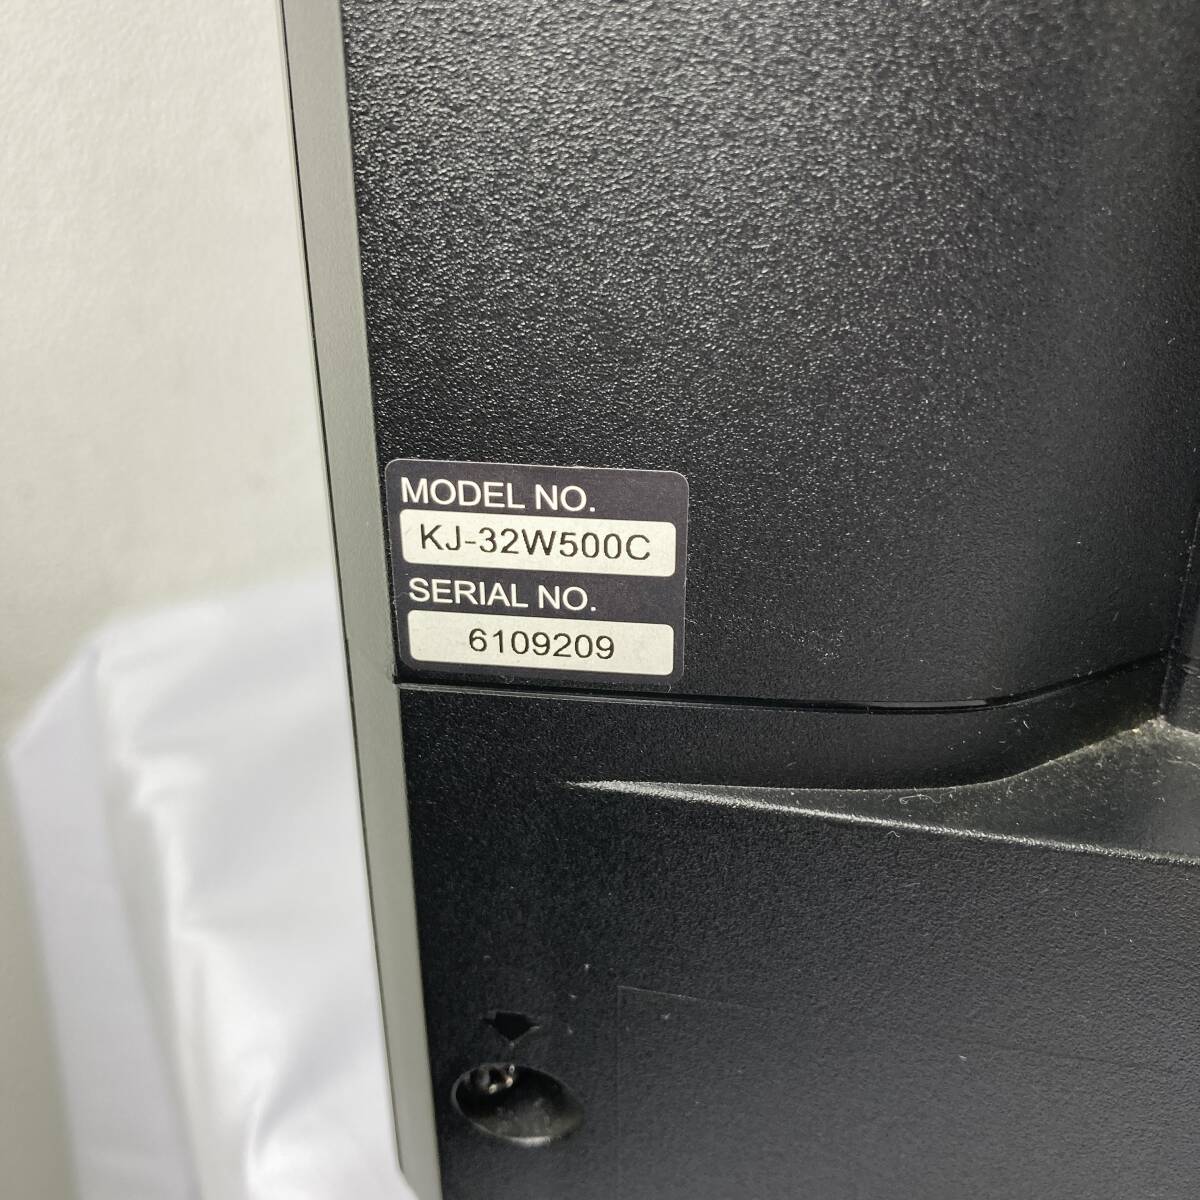 MODEL NO.
KJ-32W500C
SERIAL NO.
6109209